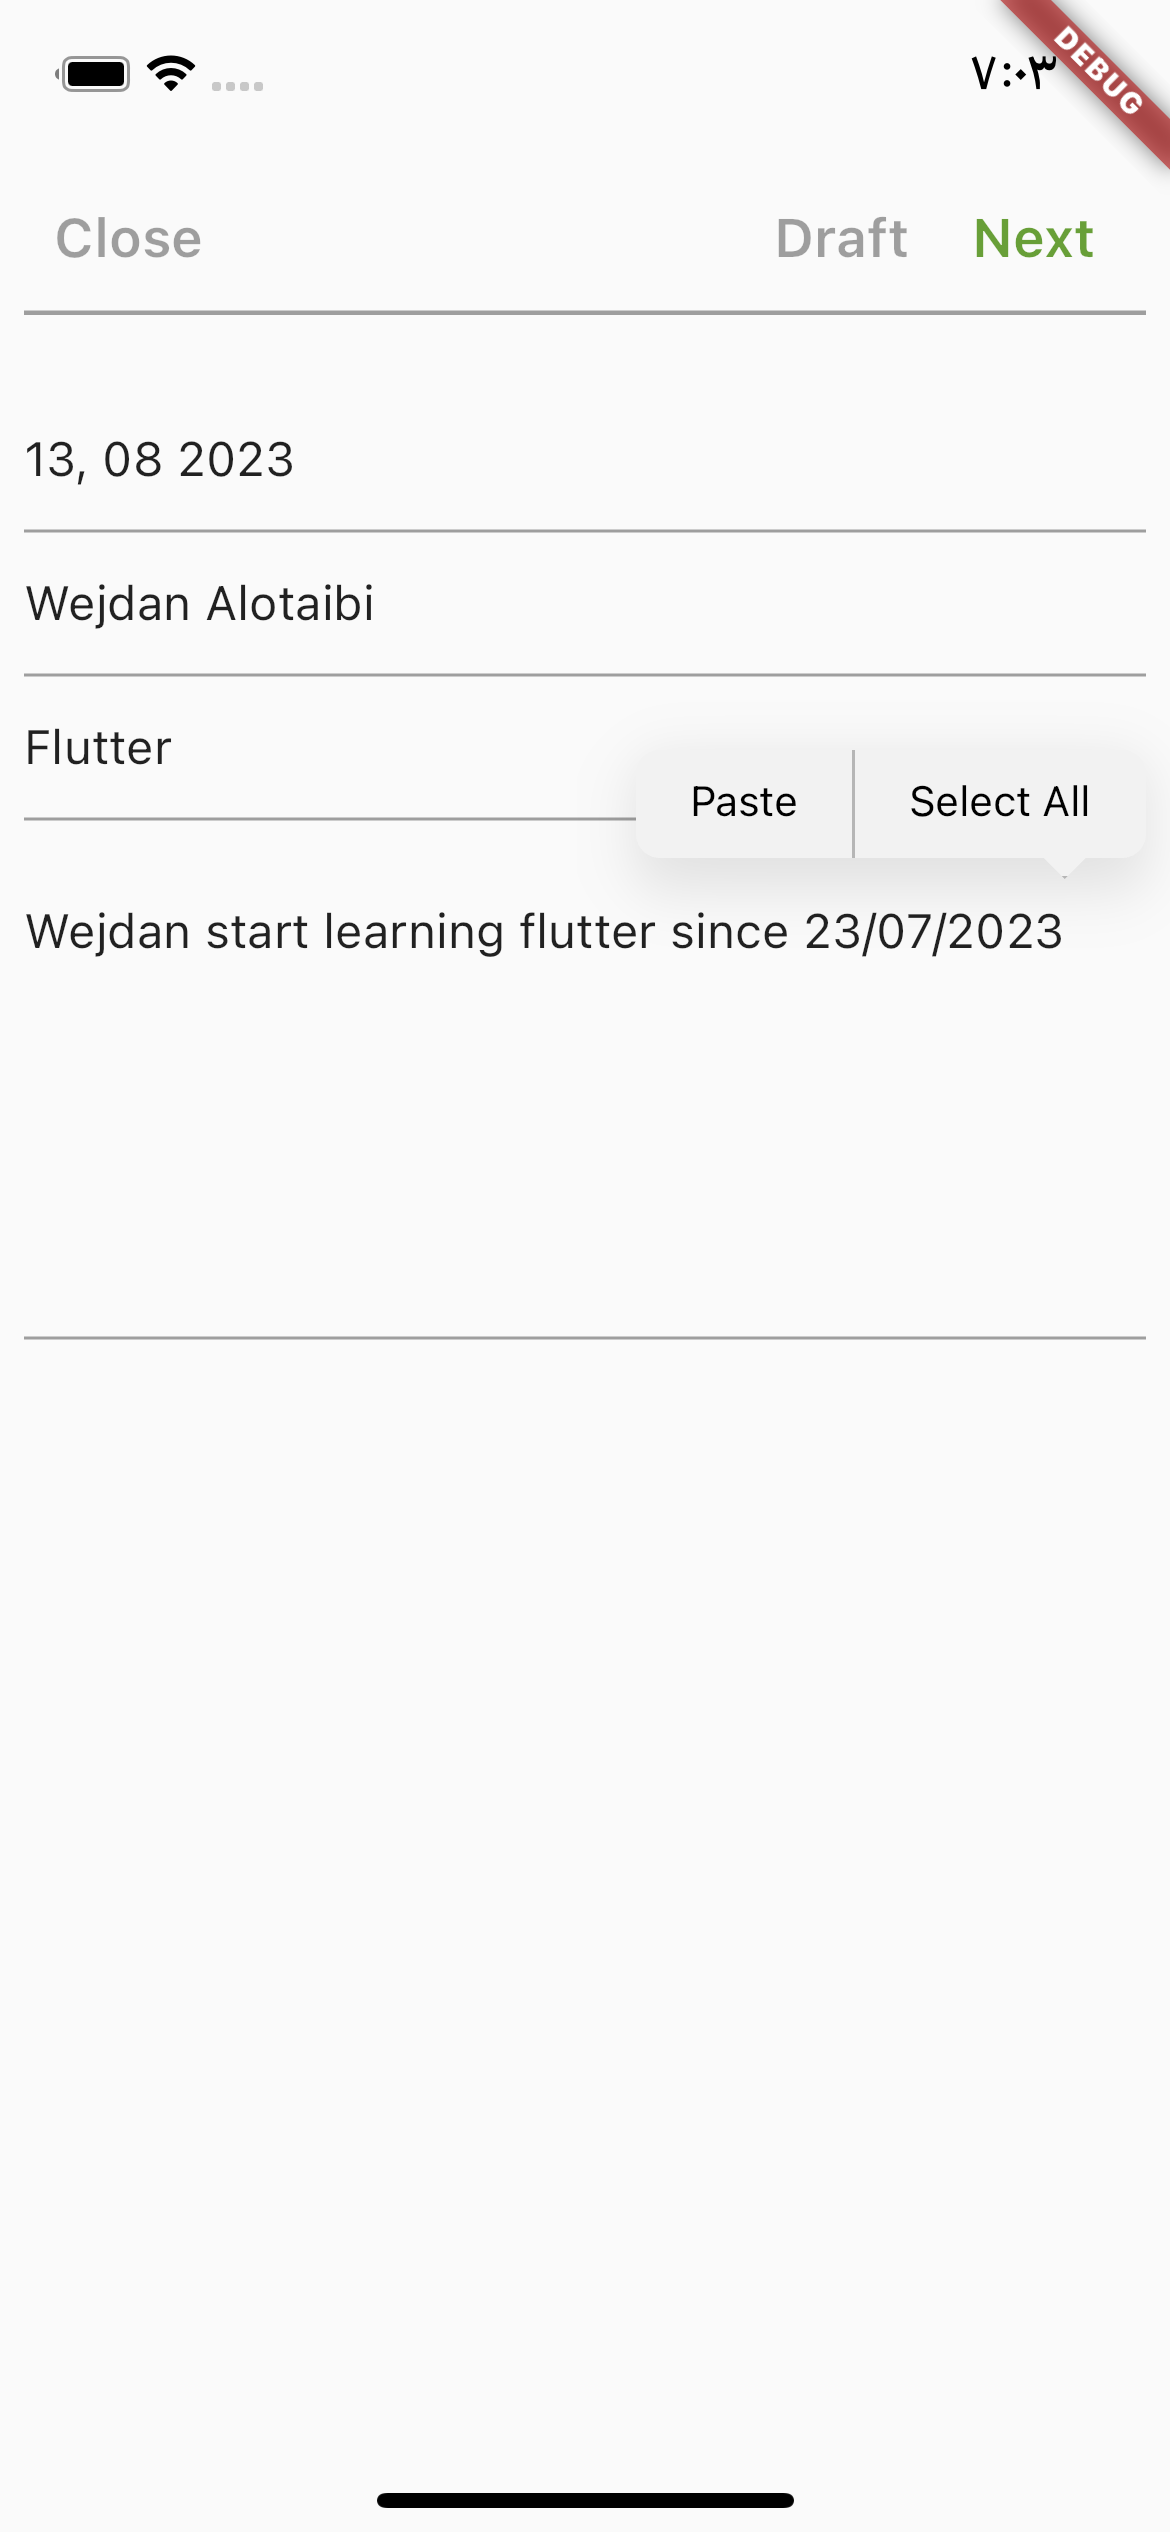 ٧:٠٣
DEBUG
Close Draft Next
13, 08 2023
Wejdan Alotaibi
Flutter
Paste Select All
Wejdan start learning flutter since 23/07/2023